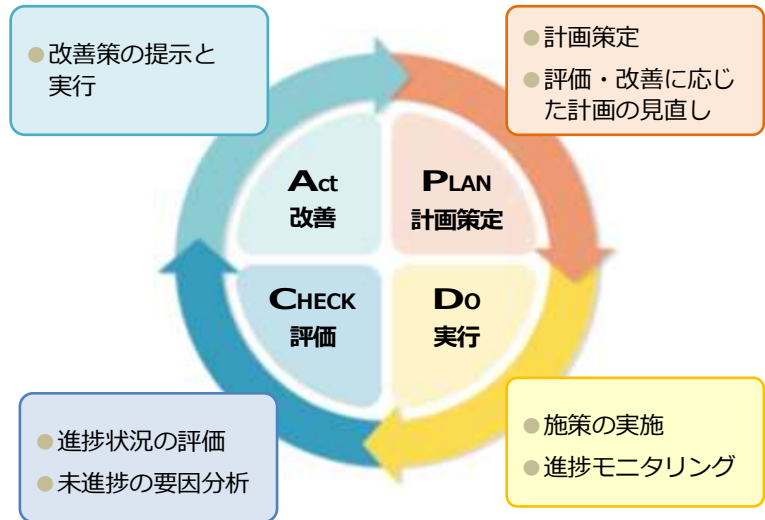 改善策の提示と
実行
計画策定
評価・改善に応じ
た計画の見直し
Act
改善
PLAN
計画策定
CHECK
評価
DO
実行
進捗状況の評価
未進捗の要因分析
施策の実施
進捗モニタリング